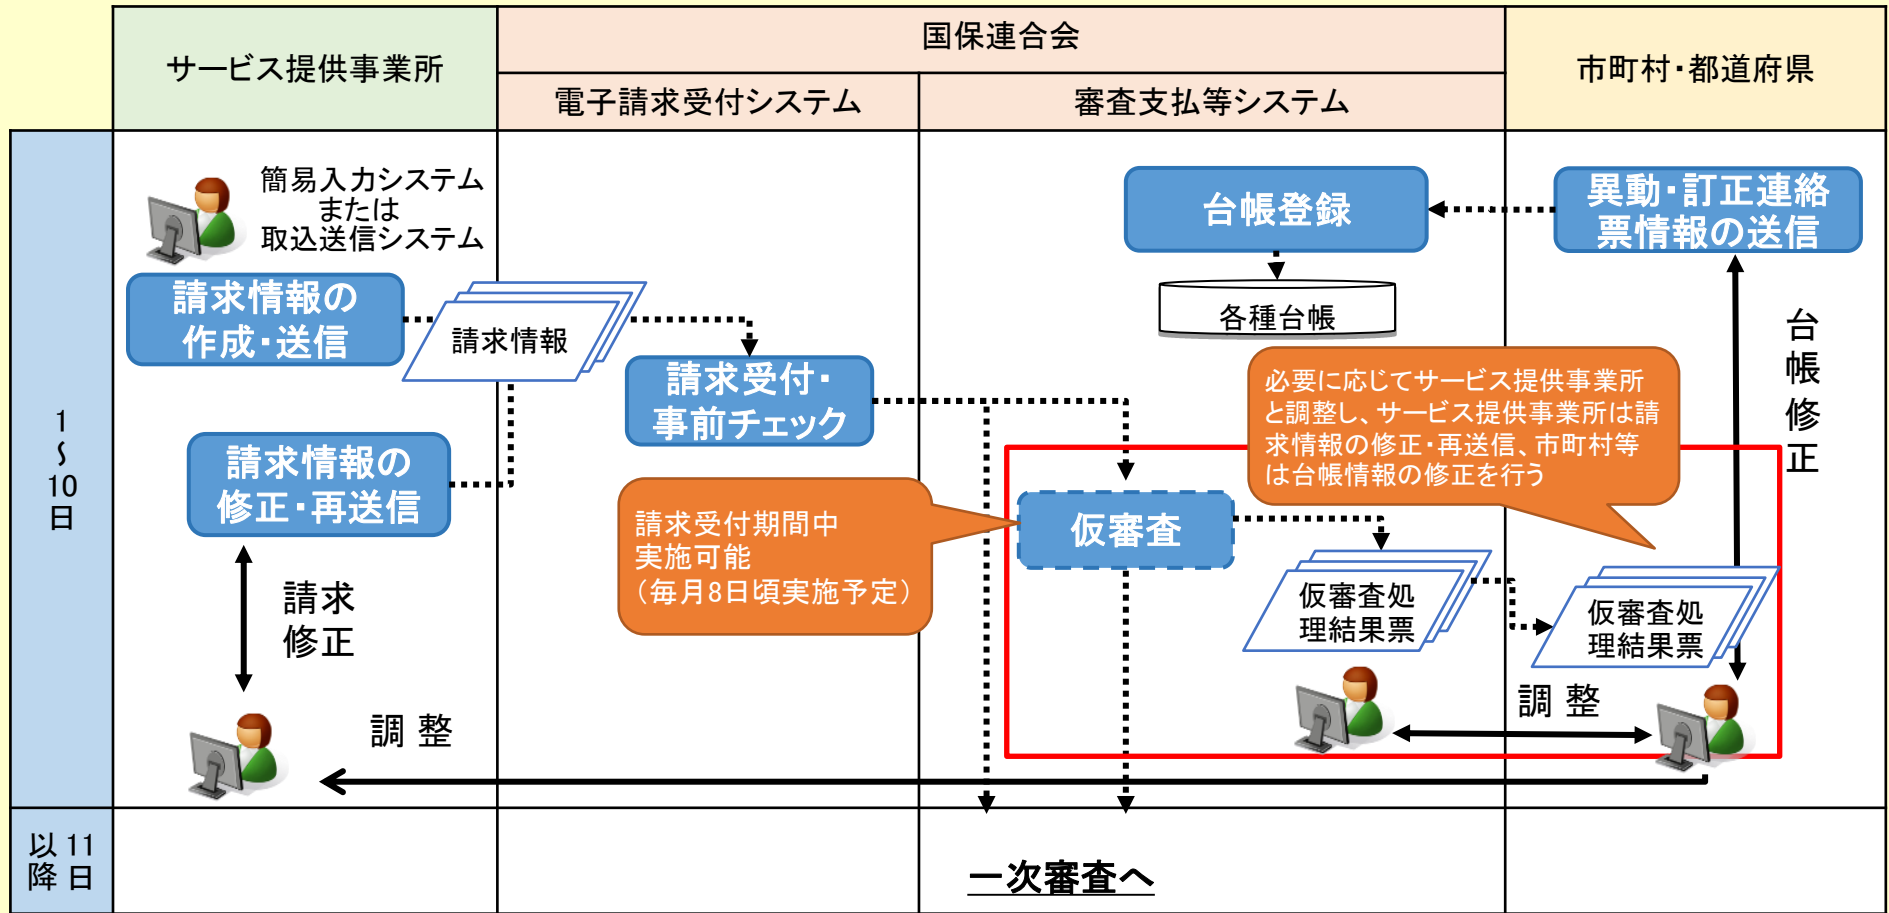 サービス提供事業所
国保連合会
電子請求受付システム
審査支払等システム
市町村・都道府県
1
～
10
日
簡易入力システム
または
取込送信システム
請求情報の
作成・送信
請求情報
請求受付・
事前チェック
台帳登録
各種台帳
異動・訂正連絡
票情報の送信
台帳修正
必要に応じてサービス提供事業所
と調整し、サービス提供事業所は請
求情報の修正・再送信、市町村等
は台帳情報の修正を行う
請求情報の
修正・再送信
請求受付期間中
実施可能
（毎月8日頃実施予定）
仮審査
仮審査処
理結果票
仮審査処
理結果票
請求
修正
調 整
調 整
11日
以降
一次審査へ